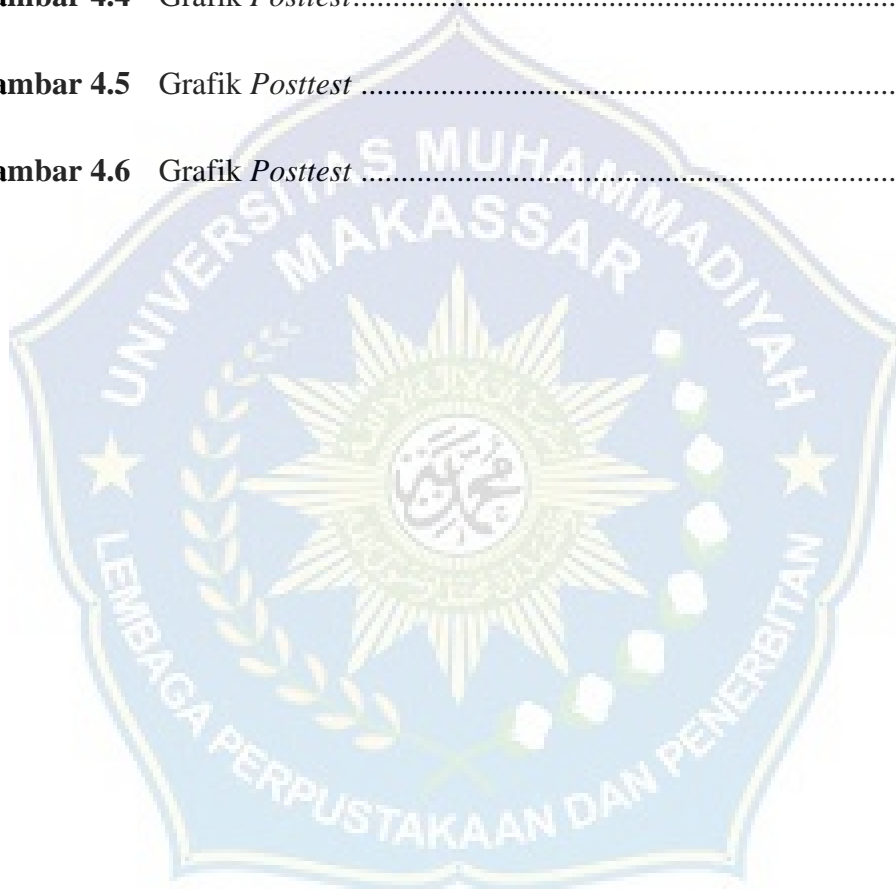 ambar 4.4 Grafik Posttest................................................................................
ambar 4.5 Grafik Posttest ...............................................................................
ambar 4.6 Grafik Posttest ...............................................................................
UNIVERSITAS MUHAMMADIYAH
MAKASSAR
محمد
LEMBAGA PERPUSTAKAAN DAN PENERBITAN